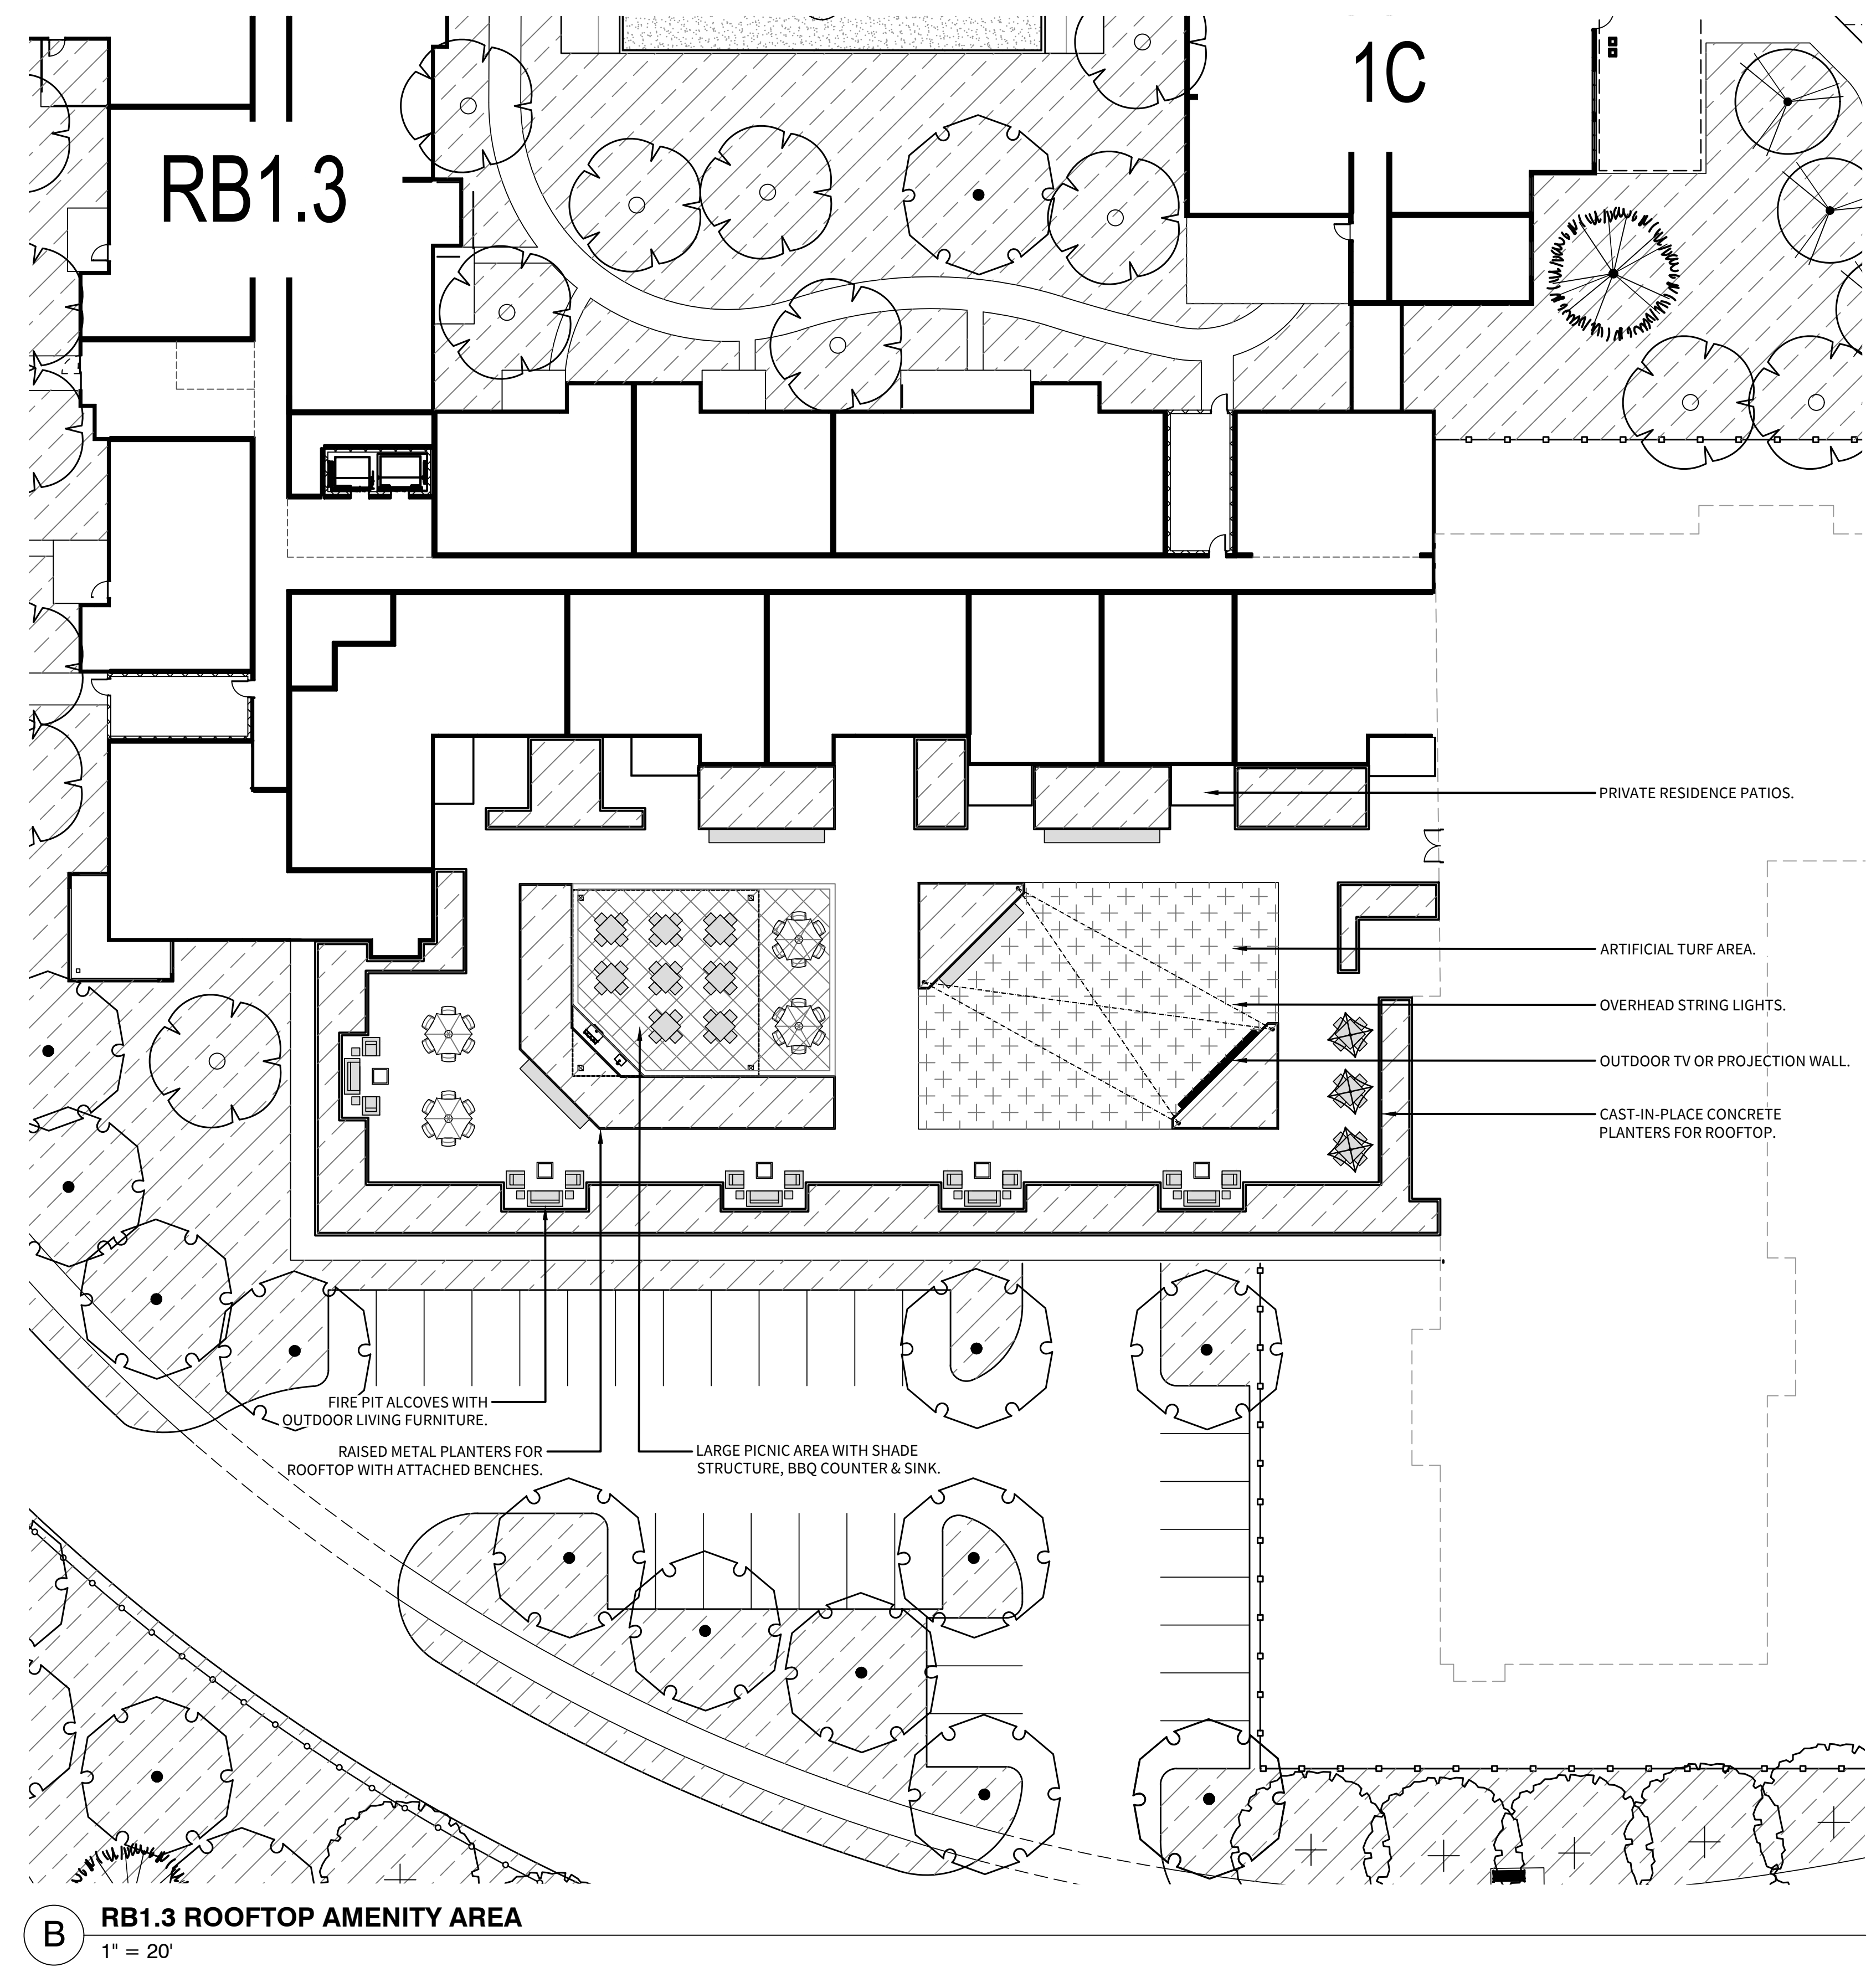 1C
RB1.3
PRIVATE RESIDENCE PATIOS.
ARTIFICIAL TURF AREA.
OVERHEAD STRING LIGHTS.
OUTDOOR TV OR PROJECTION WALL.
CAST-IN-PLACE CONCRETE
PLANTERS FOR ROOFTOP.
FIRE PIT ALCOVES WITH
OUTDOOR LIVING FURNITURE.
RAISED METAL PLANTERS FOR
ROOFTOP WITH ATTACHED BENCHES.
LARGE PICNIC AREA WITH SHADE
STRUCTURE, BBQ COUNTER & SINK.
B
RB1.3 ROOFTOP AMENITY AREA
1" = 20'